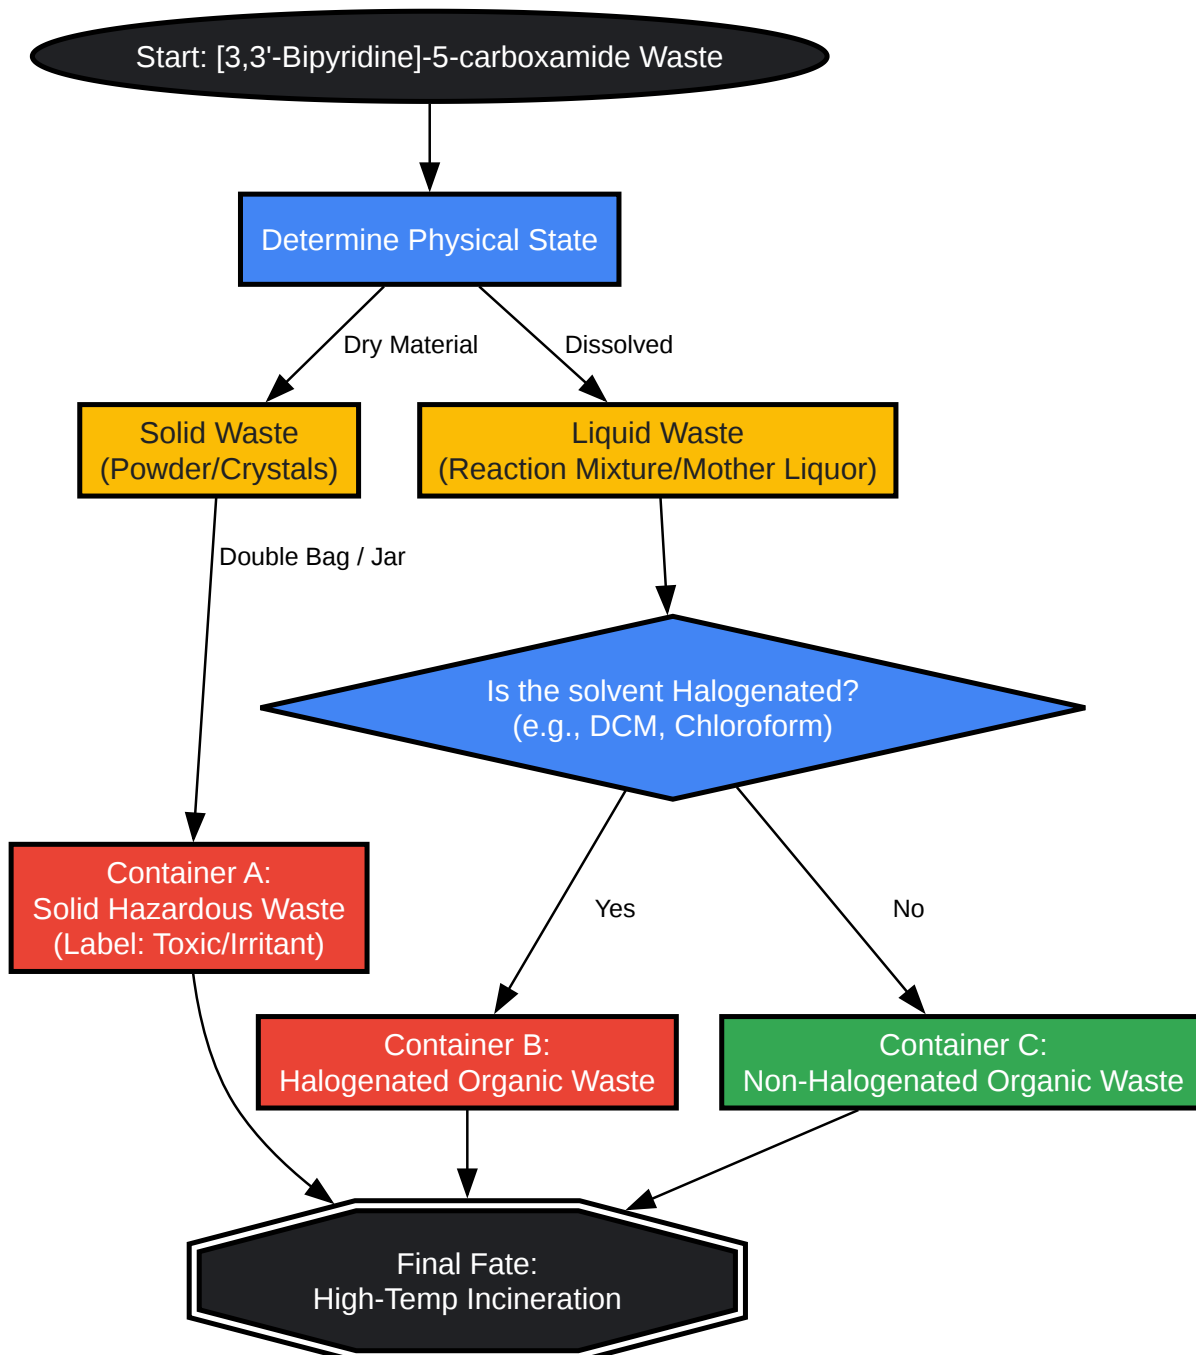 Start: [3,3'-Bipyridine]-5-carboxamide Waste
Determine Physical State
Dry Material
Dissolved
Solid Waste
(Powder/Crystals)
Liquid Waste
(Reaction Mixture/Mother Liquor)
Double Bag / Jar
Is the solvent Halogenated?
(e.g., DCM, Chloroform)
Container A:
Solid Hazardous Waste
(Label: Toxic/Irritant)
Yes
No
Container B:
Halogenated Organic Waste
Container C:
Non-Halogenated Organic Waste
Final Fate:
High-Temp Incineration